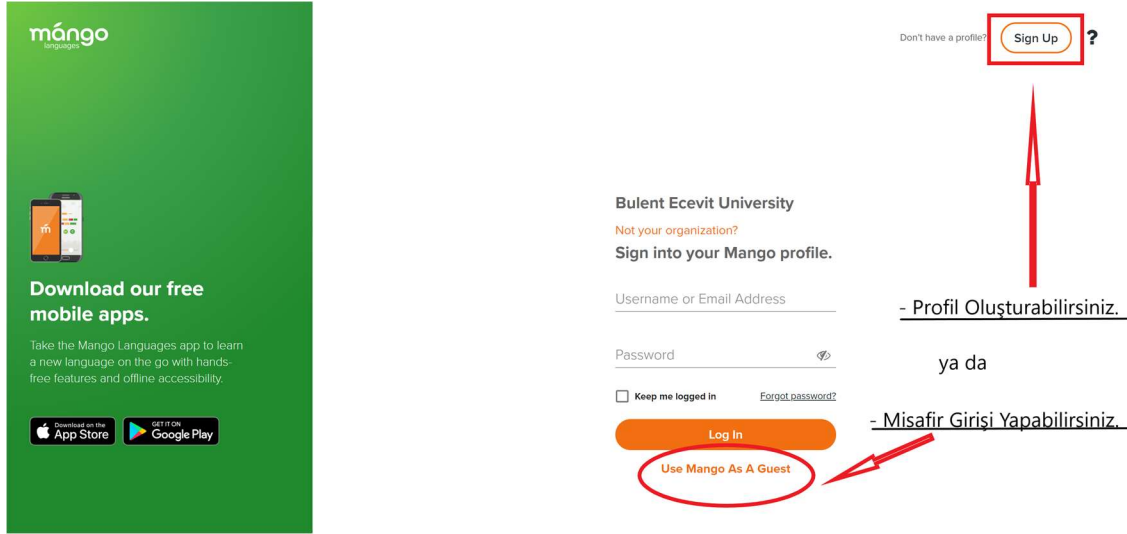 mángo
languages
Download our free
mobile apps.
Take the Mango Languages app to learn
a new language on the go with hands-
free features and offline accessibility.
Download on the
App Store
GET IT ON
Google Play
Don't have a profile?
Sign Up
?
Bulent Ecevit University
Not your organization?
Sign into your Mango profile.
Username or Email Address
Password
Keep me logged in
Forgot password?
Log In
Use Mango As A Guest
- Profil Oluşturabilirsiniz.
ya da
- Misafir Girişi Yapabilirsiniz.